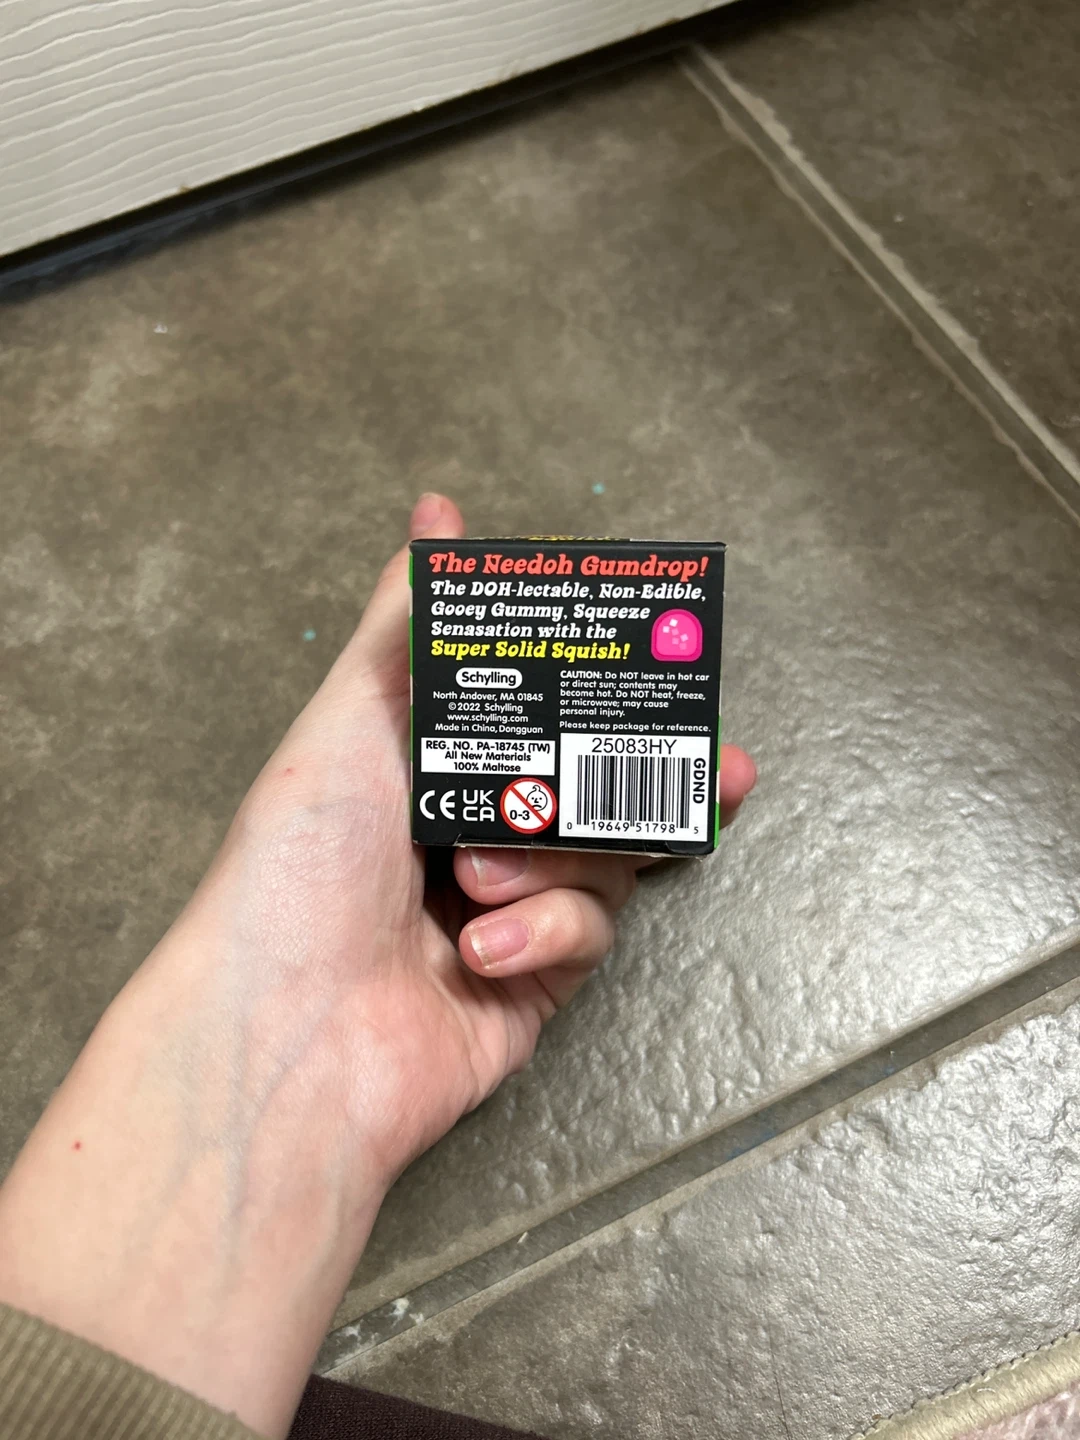 The Needoh Gumdrop!
The DOH-lectable, Non-Edible,
Gooey Gummy, Squeeze
Senasation with the
Super Solid Squish!
Schylling
North Andover, MA 01845
©2022 Schylling
www.schylling.com
Made in China, Dongguan
REG. NO. PA-18745 (TW)
All New Materials
100% Maltose
CE
UK
CA
0-3
CAUTION: Do NOT leave in hot car
or direct sun; contents may
become hot. Do NOT heat, freeze,
or microwave; may cause
personal injury.
Please keep package for reference.
25083HY
GDND
0 19649 51798 5